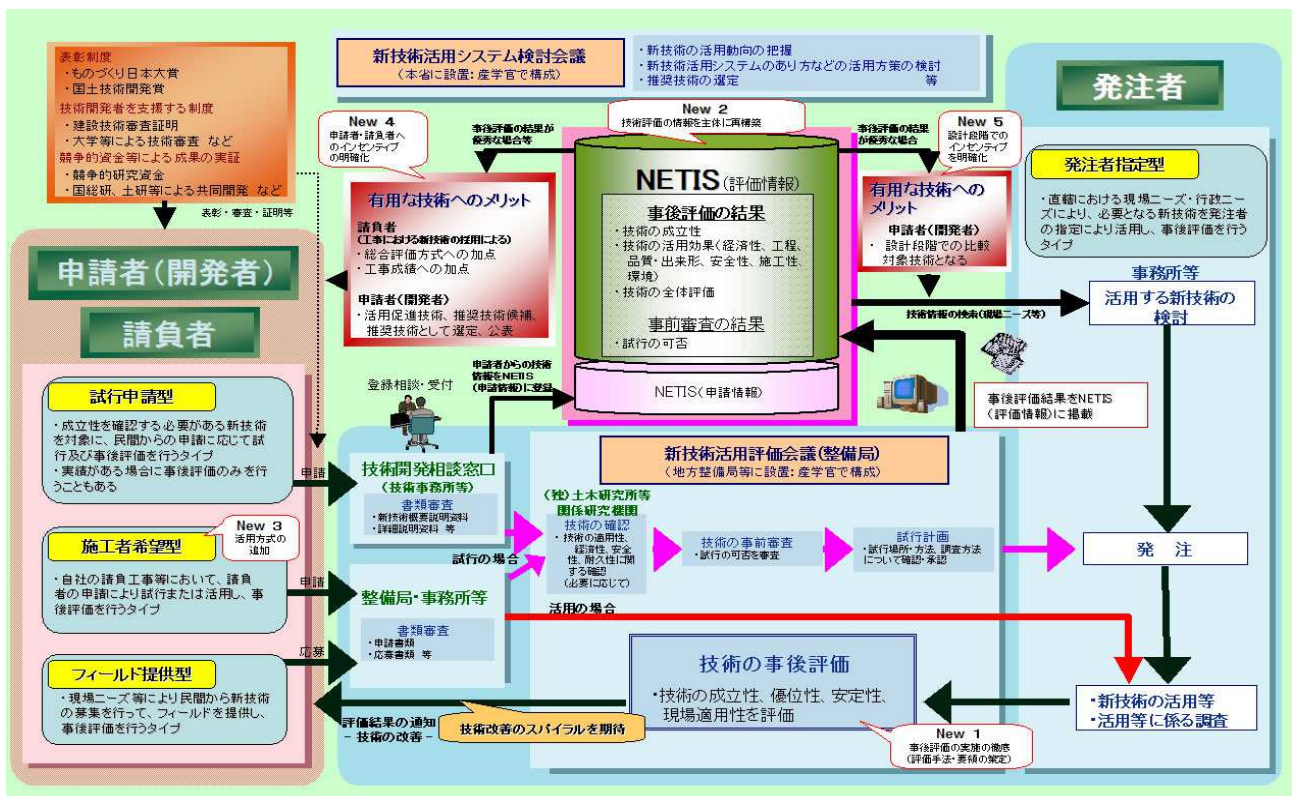 表彰制度
・ものづくり日本大賞
・国土技術開発賞
技術開発者を支援する制度
・建設技術審査証明
・大学等による技術審査 など
競争的資金等による成果の実証
・競争的研究資金
・国総研、土研等による共同開発 など
表彰・審査・証明等
新技術活用システム検討会議
(本省に設置:産学官で構成)
・新技術の活用動向の把握
・新技術活用システムのあり方などの活用方策の検討
・推奨技術の選定 等
発注者
New 4
申請者・請負者へ
のインセンティブ
の明確化
事後評価の結果が
優秀な場合等
New 2
技術評価の情報を主体に再構築
事後評価の結果
が優秀な場合
New 5
設計段階での
インセンティブ
を明確化
有用な技術へのメリット
請負者
(工事における新技術の採用による)
・総合評価方式への加点
・工事成績への加点
申請者(開発者)
・活用促進技術、推奨技術候補、
推奨技術として選定、公表
NETIS(評価情報)
事後評価の結果
・技術の成立性
・技術の活用効果(経済性、工程、
品質・出来形、安全性、施工性、
環境)
・技術の全体評価
事前審査の結果
・試行の可否
NETIS(申請情報)
有用な技術への
メリット
申請者(開発者)
・ 設計段階での比較
対象技術となる
発注者指定型
・直轄における現場ニーズ・行政ニー
ズにより、必要となる新技術を発注者
の指定により活用し、事後評価を行う
タイプ
事務所等
活用する新技術の
検討
技術情報の検索(現場ニーズ等)
事後評価結果をNETIS
(評価情報)に掲載
申請者(開発者)
請負者
試行申請型
・成立性を確認する必要がある新技術
を対象に、民間からの申請に応じて試
行及び事後評価を行うタイプ
・実績がある場合に事後評価のみを行
うこともある
申請
New 3
活用方式の
追加
施工者希望型
・自社の請負工事等において、請負
者の申請により試行または活用し、事
後評価を行うタイプ
申請
フィールド提供型
・現場ニーズ等により民間から新技術
の募集を行って、フィールドを提供し、
事後評価を行うタイプ
応募
登録相談・受付
申請者からの技術
情報をNETIS
(申請情報)に登録
技術開発相談窓口
(技術事務所等)
書類審査
・新技術概要説明資料
・詳細説明資料 等
試行の場合
整備局・事務所等
書類審査
・申請書類
・応募書類 等
新技術活用評価会議(整備局)
(地方整備局等に設置:産学官で構成)
(独)土木研究所等
関係研究機関
技術の確認
・技術の適用性、
経済性、安全
性、耐久性に関
する確認
(必要に応じて)
技術の事前審査
・試行の可否を審査
試行計画
・試行場所・方法、調査方法
について確認・承認
発 注
活用の場合
技術の事後評価
・技術の成立性、優位性、安定性、
現場適用性を評価
・新技術の活用等
・活用等に係る調査
評価結果の通知
- 技術の改善 -
技術改善のスパイラルを期待
New 1
事後評価の実施の徹底
(評価手法・要領の策定)